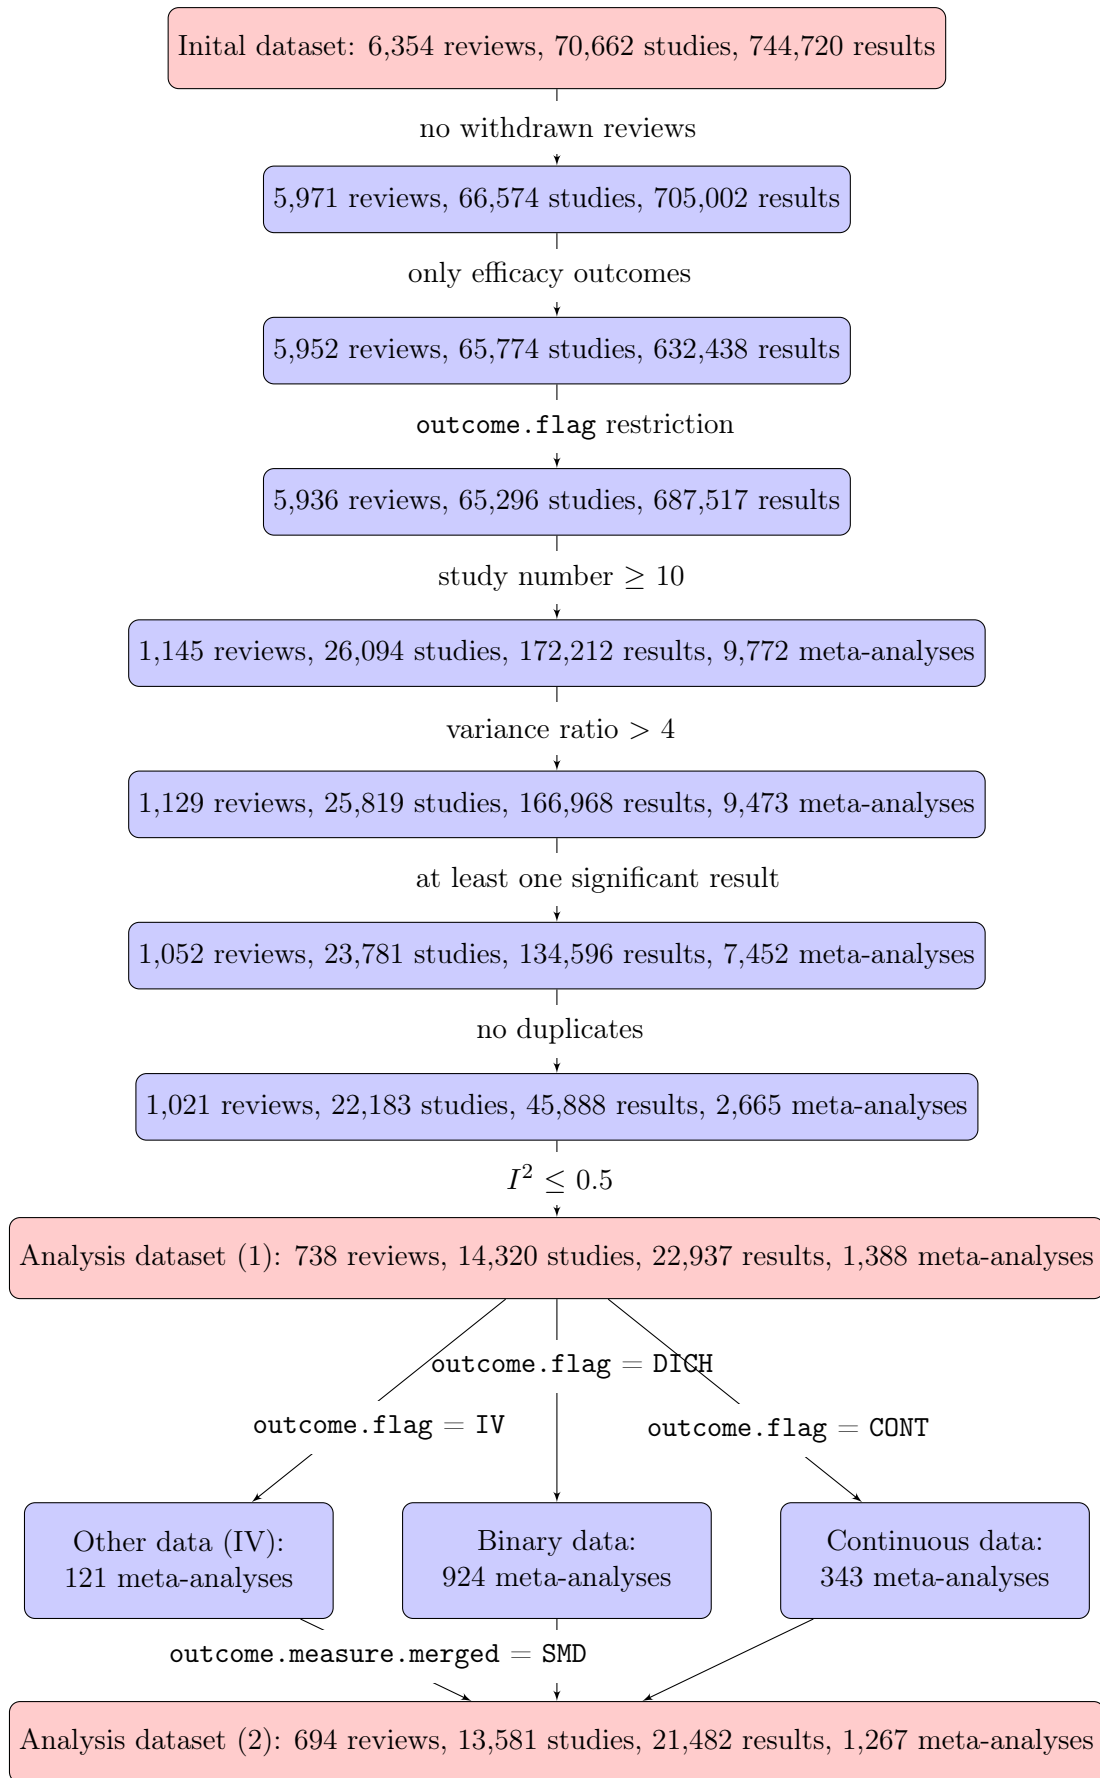 Inital dataset: 6,354 reviews, 70,662 studies, 744,720 results
no withdrawn reviews
5,971 reviews, 66,574 studies, 705,002 results
only efficacy outcomes
5,952 reviews, 65,774 studies, 632,438 results
outcome.flag restriction
5,936 reviews, 65,296 studies, 687,517 results
study number ≥ 10
1,145 reviews, 26,094 studies, 172,212 results, 9,772 meta-analyses
variance ratio > 4
1,129 reviews, 25,819 studies, 166,968 results, 9,473 meta-analyses
at least one significant result
1,052 reviews, 23,781 studies, 134,596 results, 7,452 meta-analyses
no duplicates
1,021 reviews, 22,183 studies, 45,888 results, 2,665 meta-analyses
I² ≤ 0.5
Analysis dataset (1): 738 reviews, 14,320 studies, 22,937 results, 1,388 meta-analyses
outcome.flag = DICH
outcome.flag = IV
outcome.flag = CONT
Other data (IV):
121 meta-analyses
Binary data:
924 meta-analyses
Continuous data:
343 meta-analyses
outcome.measure.merged = SMD
Analysis dataset (2): 694 reviews, 13,581 studies, 21,482 results, 1,267 meta-analyses